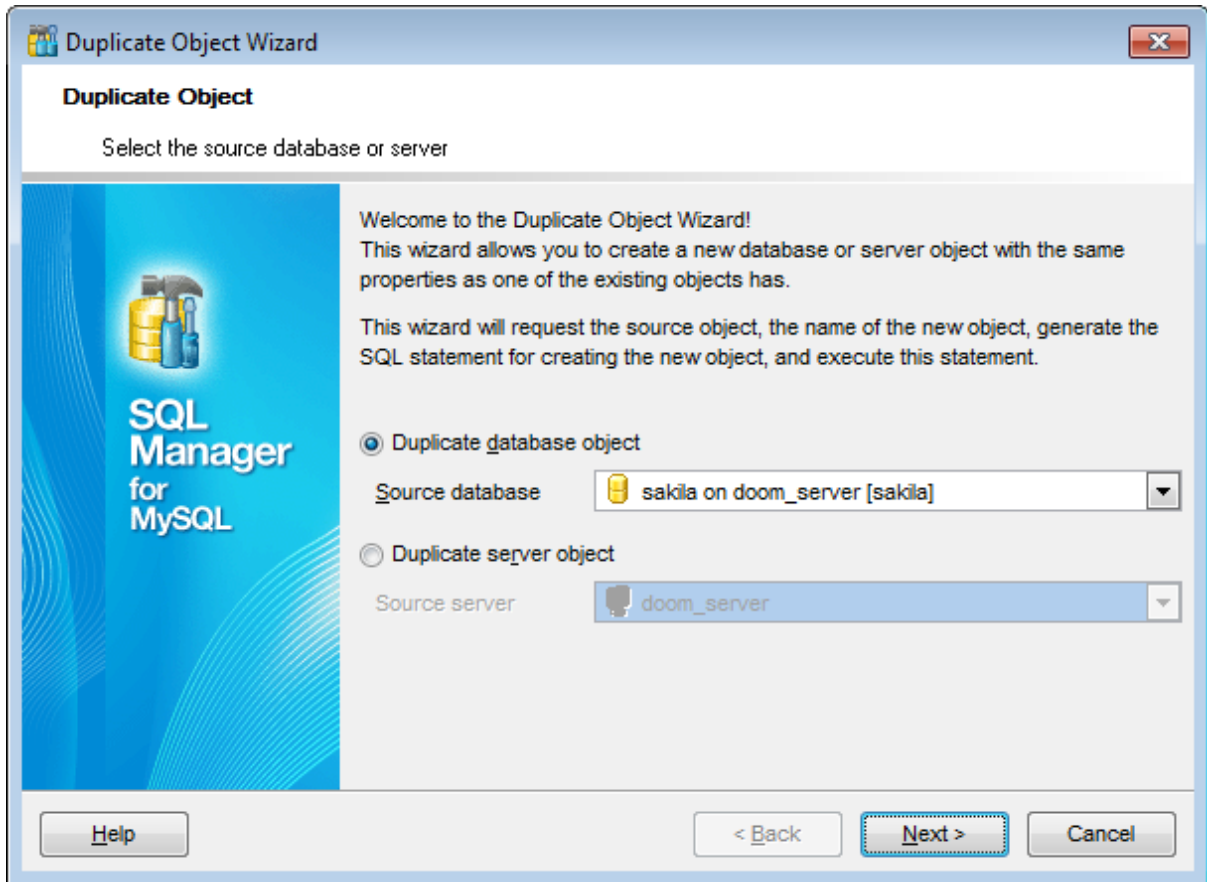 Duplicate Object Wizard
Duplicate Object
Select the source database or server
Welcome to the Duplicate Object Wizard!
This wizard allows you to create a new database or server object with the same
properties as one of the existing objects has.
This wizard will request the source object, the name of the new object, generate the
SQL statement for creating the new object, and execute this statement.
SQL
Manager
for
MySQL
Duplicate database object
Source database sakila on doom_server [sakila]
Duplicate server object
Source server doom_server
Help < Back Next > Cancel